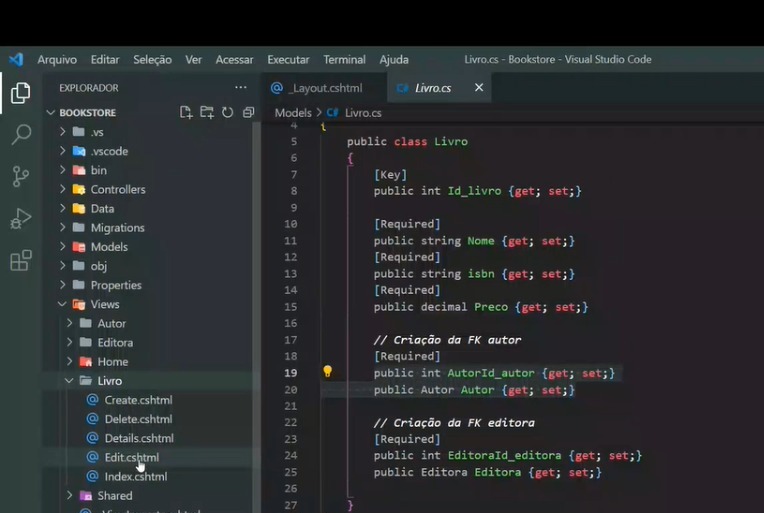 Arquivo Editar Seleção Ver Acessar Executar Terminal Ajuda Livro.cs - Bookstore - Visual Studio Code
EXPLORADOR ···
BOOKSTORE
.vs
.vscode
bin
Controllers
Data
Migrations
Models
obj
Properties
Views
Autor
Editora
Home
Livro
Create.cshtml
Delete.cshtml
Details.cshtml
Edit.cshtml
Index.cshtml
Shared
_Layout.cshtml
C# Livro.cs ×
Models > C# Livro.cs
4 {
5 public class Livro
6 {
7 [Key]
8 public int Id_livro {get; set;}
9
10 [Required]
11 public string Nome {get; set;}
12 [Required]
13 public string isbn {get; set;}
14 [Required]
15 public decimal Preco {get; set;}
16
17 // Criação da FK autor
18 [Required]
19 public int AutorId_autor {get; set;}
20 public Autor Autor {get; set;}
21
22 // Criação da FK editora
23 [Required]
24 public int EditoraId_editora {get; set;}
25 public Editora Editora {get; set;}
26
27 }